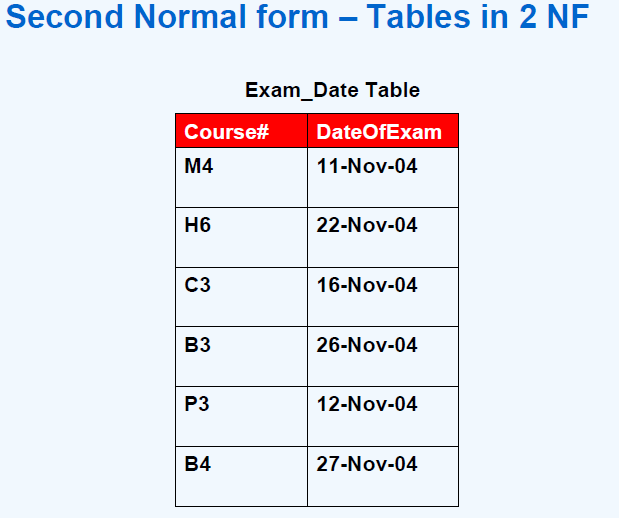 Second Normal form – Tables in 2 NF
Exam_Date Table
Course# DateOfExam
M4 11-Nov-04
H6 22-Nov-04
C3 16-Nov-04
B3 26-Nov-04
P3 12-Nov-04
B4 27-Nov-04